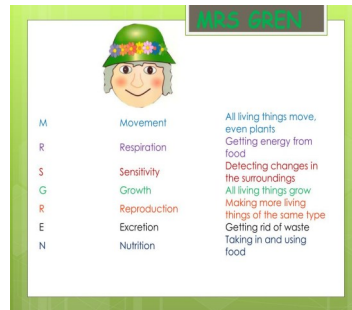 MRS GREN
M Movement All living things move,
even plants
R Respiration Getting energy from
food
S Sensitivity Detecting changes in
the surroundings
G Growth All living things grow
R Reproduction Making more living
things of the same type
E Excretion Getting rid of waste
N Nutrition Taking in and using
food